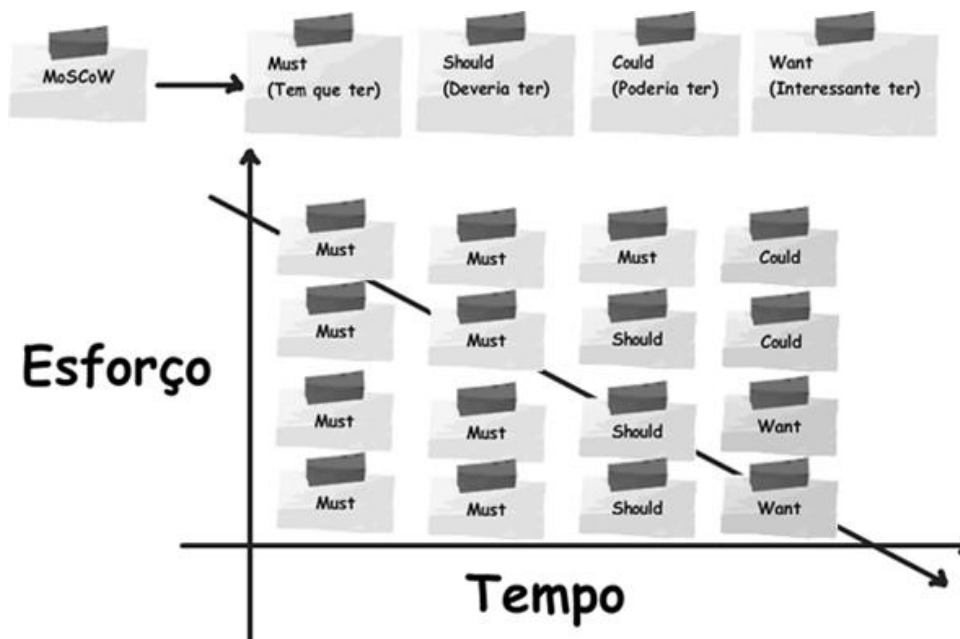 MoSCoW
Must
(Tem que ter)
Should
(Deveria ter)
Could
(Poderia ter)
Want
(Interessante ter)
Must
Must
Must
Could
Must
Must
Should
Could
Esforço
Must
Must
Should
Want
Must
Must
Should
Want
Tempo